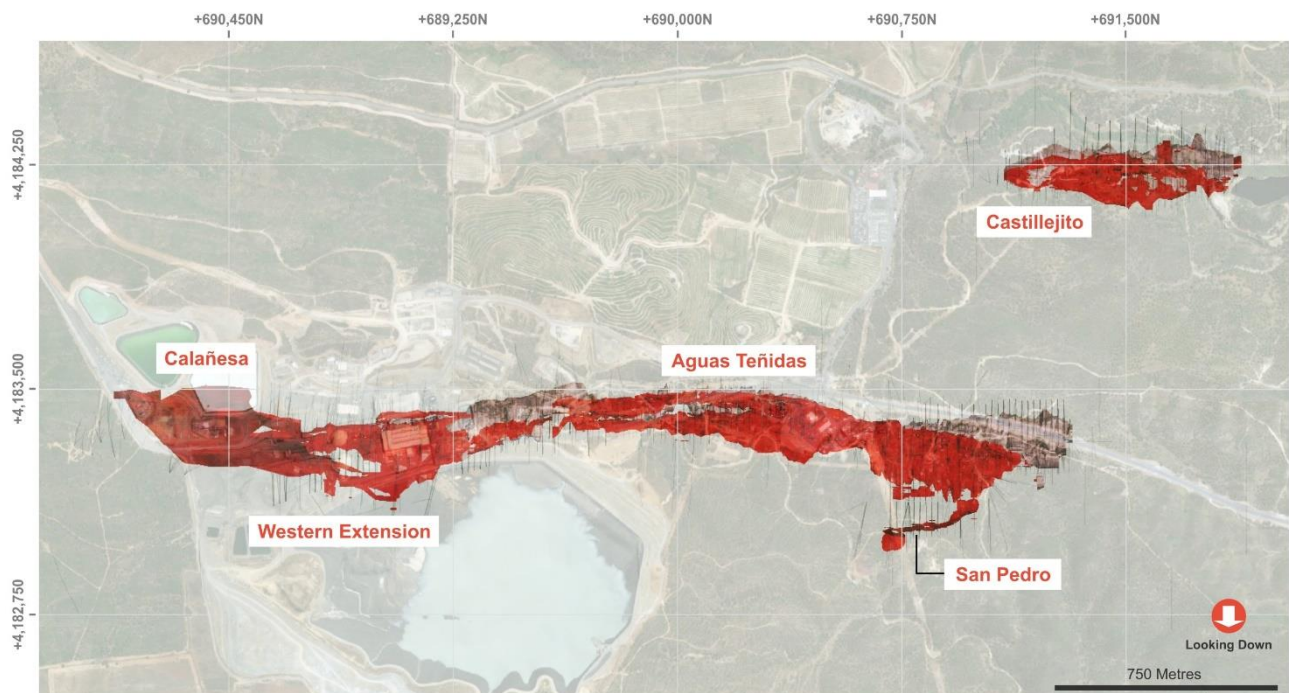 +690,450N
+689,250N
+690,000N
+690,750N
+691,500N
+4,184,250
+4,183,500
+4,182,750
Castillejito
Calañesa
Aguas Teñidas
Western Extension
San Pedro
Looking Down
750 Metres